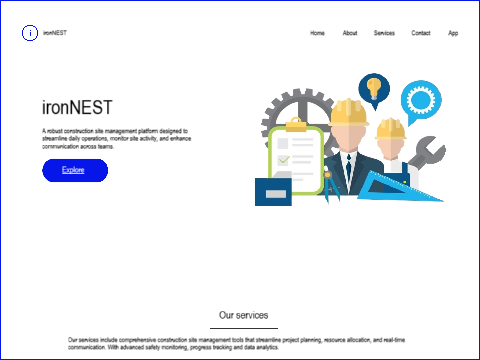 i ironNEST Home About Services Contact App
ironNEST
A robust construction site management platform designed to
streamline daily operations, monitor site activity, and enhance
communication across teams.
Explore
Our services
Our services include comprehensive construction site management tools that streamline project planning, resource allocation, and real-time
communication. With advanced safety monitoring, progress tracking and data analytics.